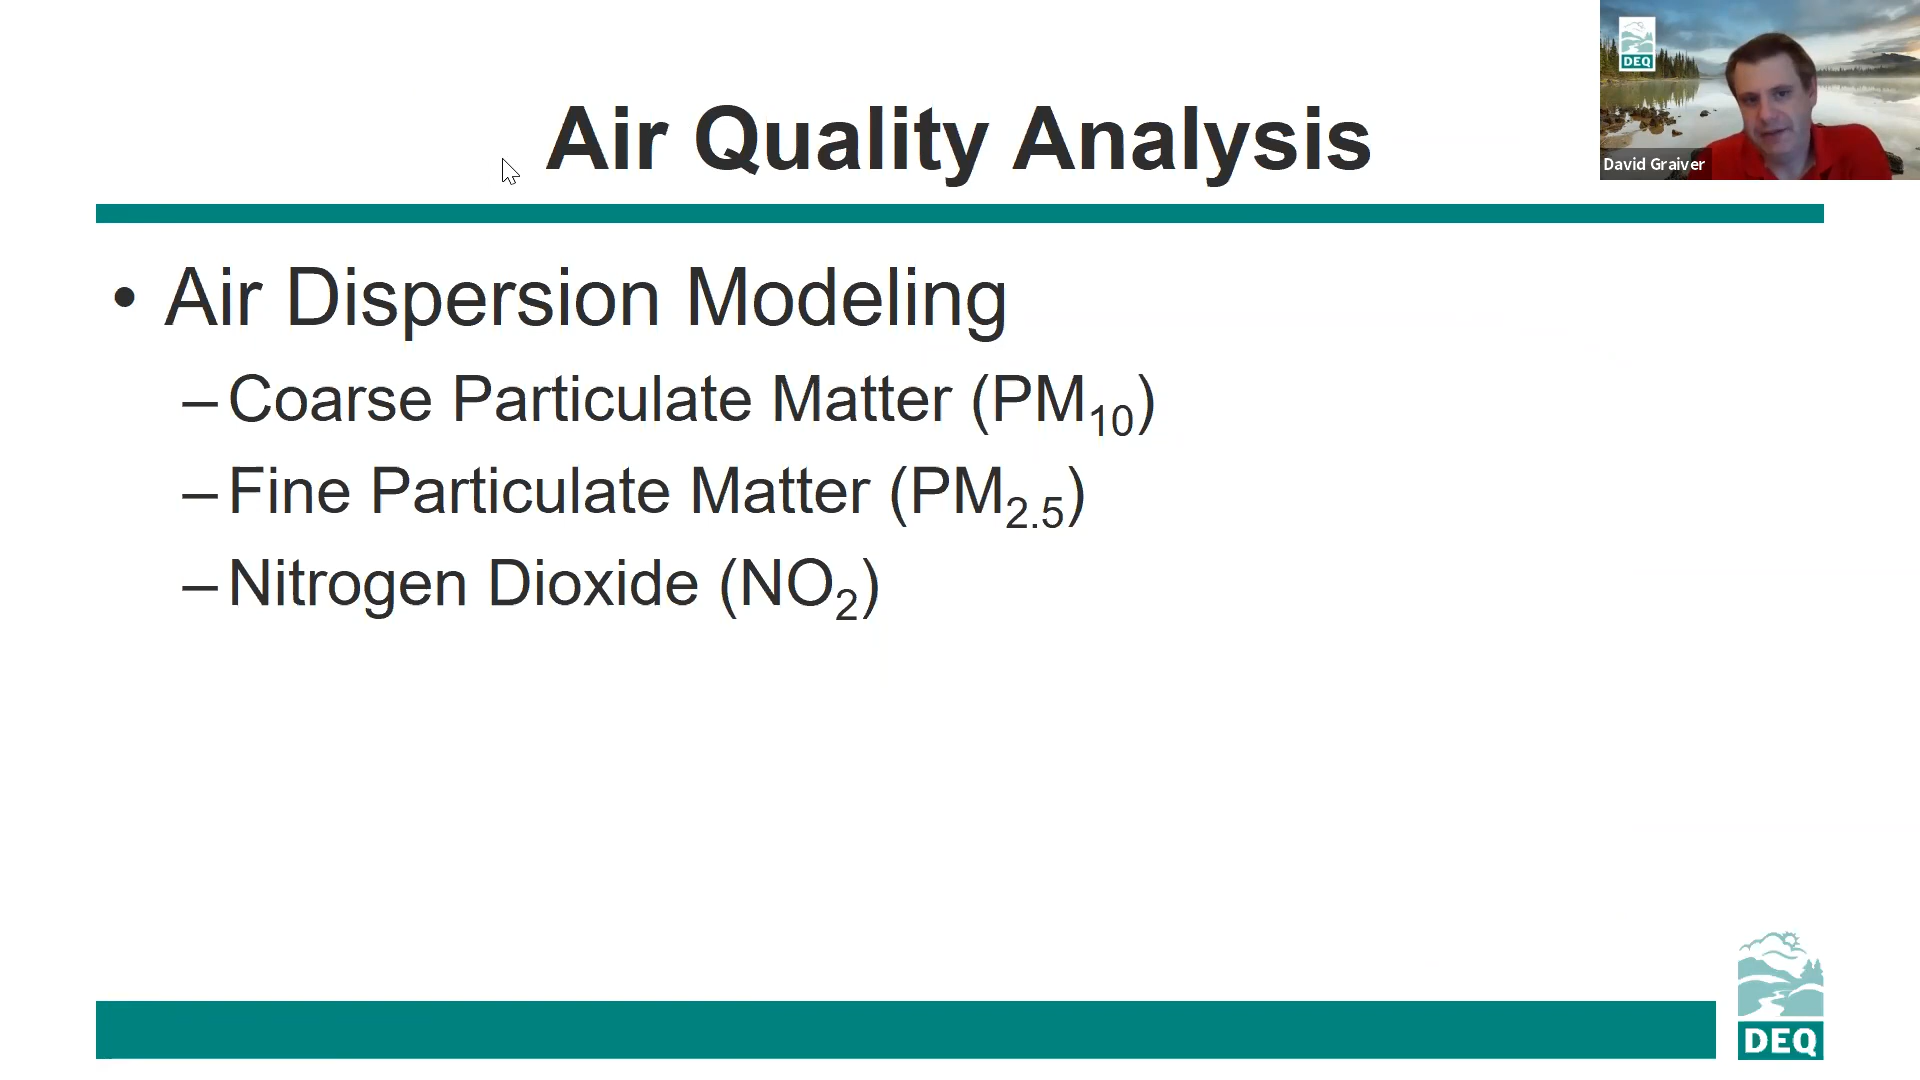 Air Quality Analysis
DEQ
David Graiver
• Air Dispersion Modeling
– Coarse Particulate Matter (PM₁₀)
– Fine Particulate Matter (PM₂.₅)
– Nitrogen Dioxide (NO₂)
DEQ